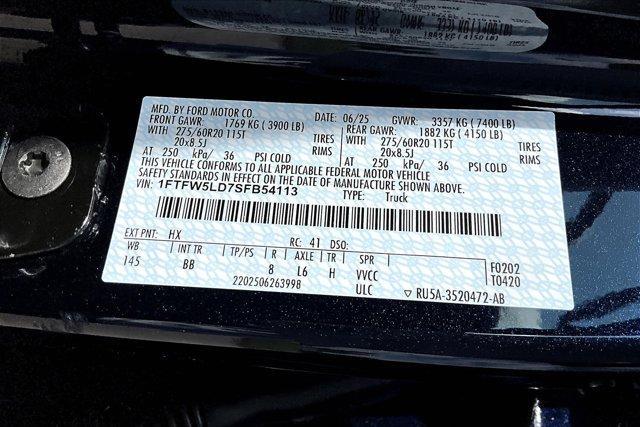 MFD. BY FORD MOTOR CO. DATE: 06/25 GVWR: 3357 KG ( 7400 LB)
FRONT GAWR: 1769 KG ( 3900 LB) REAR GAWR: 1882 KG ( 4150 LB)
WITH 275/60R20 115T TIRES WITH 275/60R20 115T TIRES
20x8.5J RIMS 20x8.5J RIMS
AT 250 kPa/ 36 PSI COLD AT 250 kPa/ 36 PSI COLD
THIS VEHICLE CONFORMS TO ALL APPLICABLE FEDERAL MOTOR VEHICLE
SAFETY STANDARDS IN EFFECT ON THE DATE OF MANUFACTURE SHOWN ABOVE.
VIN: 1FTFW5LD7SFB54113
TYPE: Truck
EXT PNT: HX RC: 41 DSO:
WB INT TR TP/PS R AXLE TR SPR
145 BB 8 L6 H VVCC
F0202
T0420
2202506263998 ULC
▽ RU5A-3520472-AB